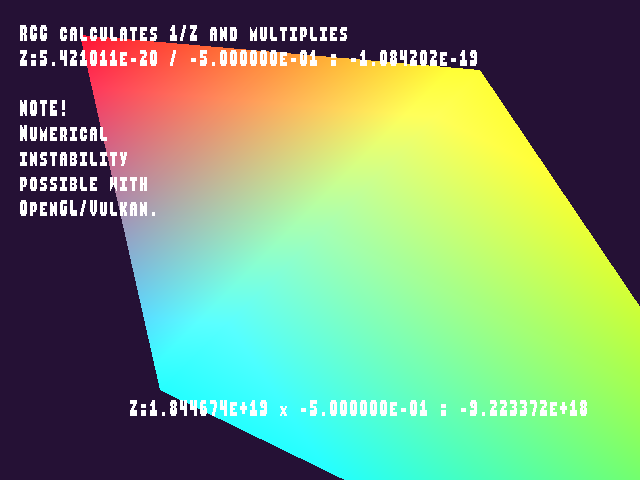 RGG CALCULATES 1/Z AND MULTIPLIES
Z:5.421011E-20 / -5.000000E-01 : -1.084202E-19
NOTE!
NUMERICAL
INSTABILITY
POSSIBLE WITH
OPENGL/VULKAN.
Z:1.844674E+19 x -5.000000E-01 : -9.223372E+18